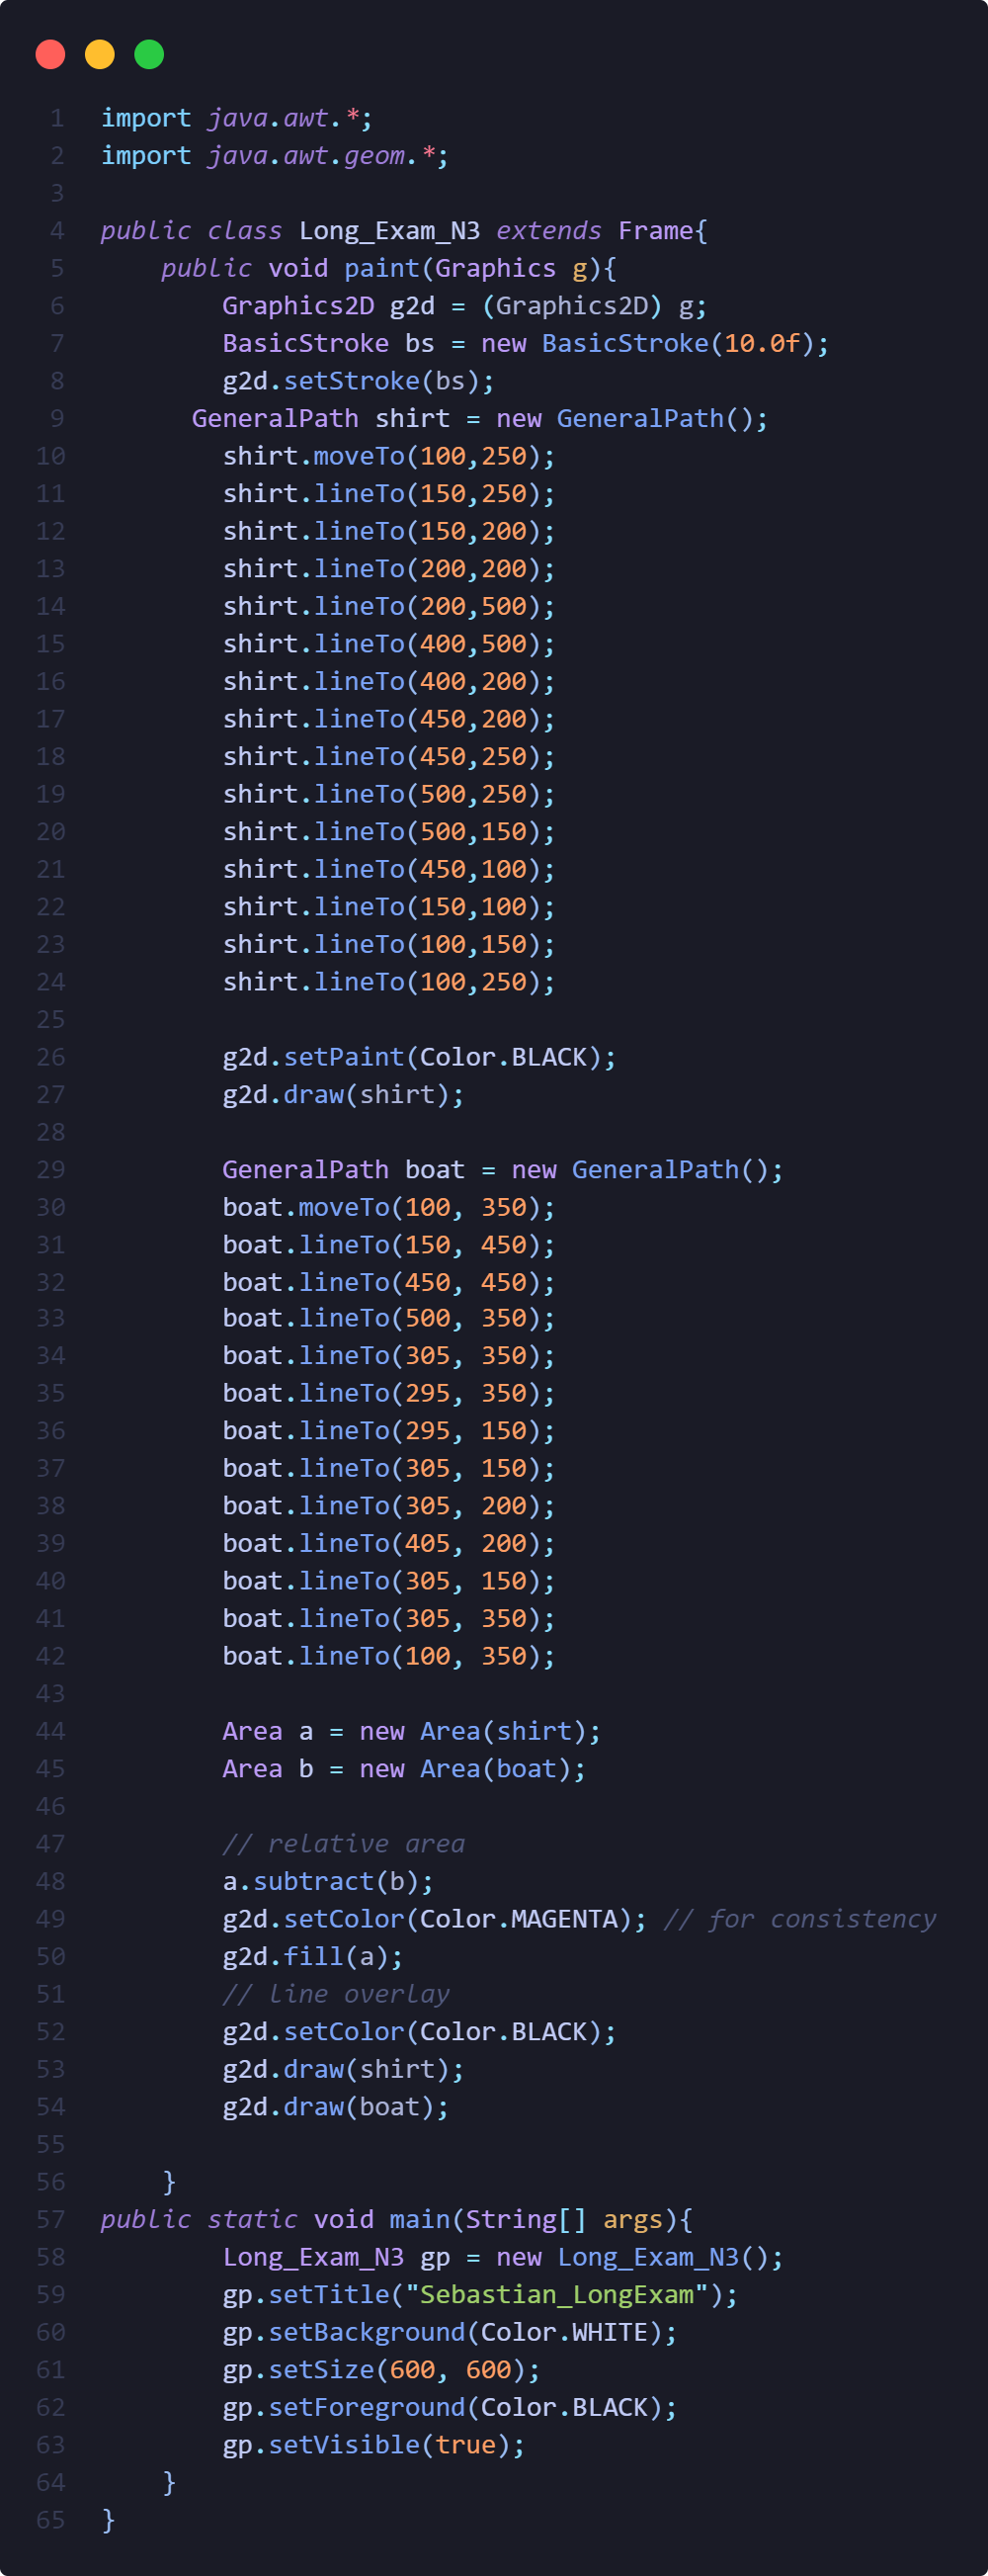 1 import java.awt.*;
2 import java.awt.geom.*;
3
4 public class Long_Exam_N3 extends Frame{
5     public void paint(Graphics g){
6         Graphics2D g2d = (Graphics2D) g;
7         BasicStroke bs = new BasicStroke(10.0f);
8         g2d.setStroke(bs);
9       GeneralPath shirt = new GeneralPath();
10         shirt.moveTo(100,250);
11         shirt.lineTo(150,250);
12         shirt.lineTo(150,200);
13         shirt.lineTo(200,200);
14         shirt.lineTo(200,500);
15         shirt.lineTo(400,500);
16         shirt.lineTo(400,200);
17         shirt.lineTo(450,200);
18         shirt.lineTo(450,250);
19         shirt.lineTo(500,250);
20         shirt.lineTo(500,150);
21         shirt.lineTo(450,100);
22         shirt.lineTo(150,100);
23         shirt.lineTo(100,150);
24         shirt.lineTo(100,250);
25
26         g2d.setPaint(Color.BLACK);
27         g2d.draw(shirt);
28
29         GeneralPath boat = new GeneralPath();
30         boat.moveTo(100, 350);
31         boat.lineTo(150, 450);
32         boat.lineTo(450, 450);
33         boat.lineTo(500, 350);
34         boat.lineTo(305, 350);
35         boat.lineTo(295, 350);
36         boat.lineTo(295, 150);
37         boat.lineTo(305, 150);
38         boat.lineTo(305, 200);
39         boat.lineTo(405, 200);
40         boat.lineTo(305, 150);
41         boat.lineTo(305, 350);
42         boat.lineTo(100, 350);
43
44         Area a = new Area(shirt);
45         Area b = new Area(boat);
46
47         // relative area
48         a.subtract(b);
49         g2d.setColor(Color.MAGENTA); // for consistency
50         g2d.fill(a);
51         // line overlay
52         g2d.setColor(Color.BLACK);
53         g2d.draw(shirt);
54         g2d.draw(boat);
55
56     }
57 public static void main(String[] args){
58         Long_Exam_N3 gp = new Long_Exam_N3();
59         gp.setTitle("Sebastian_LongExam");
60         gp.setBackground(Color.WHITE);
61         gp.setSize(600, 600);
62         gp.setForeground(Color.BLACK);
63         gp.setVisible(true);
64     }
65 }